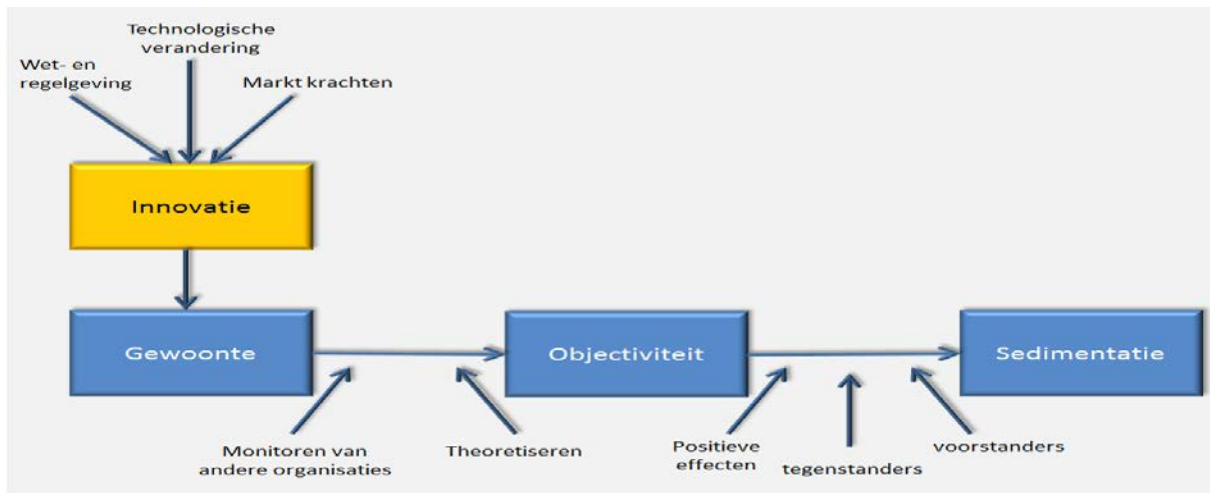 Technologische
verandering
Wet- en
regelgeving
Markt krachten
Innovatie
Gewoonte
Objectiviteit
Sedimentatie
Monitoren van
andere organisaties
Theoretiseren
Positieve
effecten
tegenstanders
voorstanders